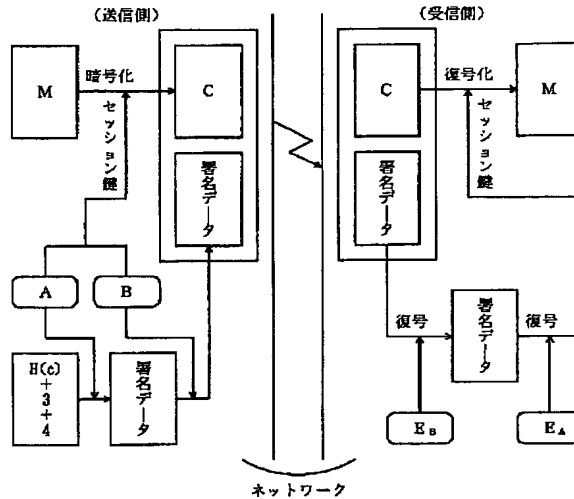 (送信側)
(受信側)
M
暗号化
セッション鍵
C
署名データ
C
復号化
セッション鍵
M
署名データ
A
B
H(c)
+
3
+
4
署名データ
復号
署名データ
復号
EB
EA
ネットワーク